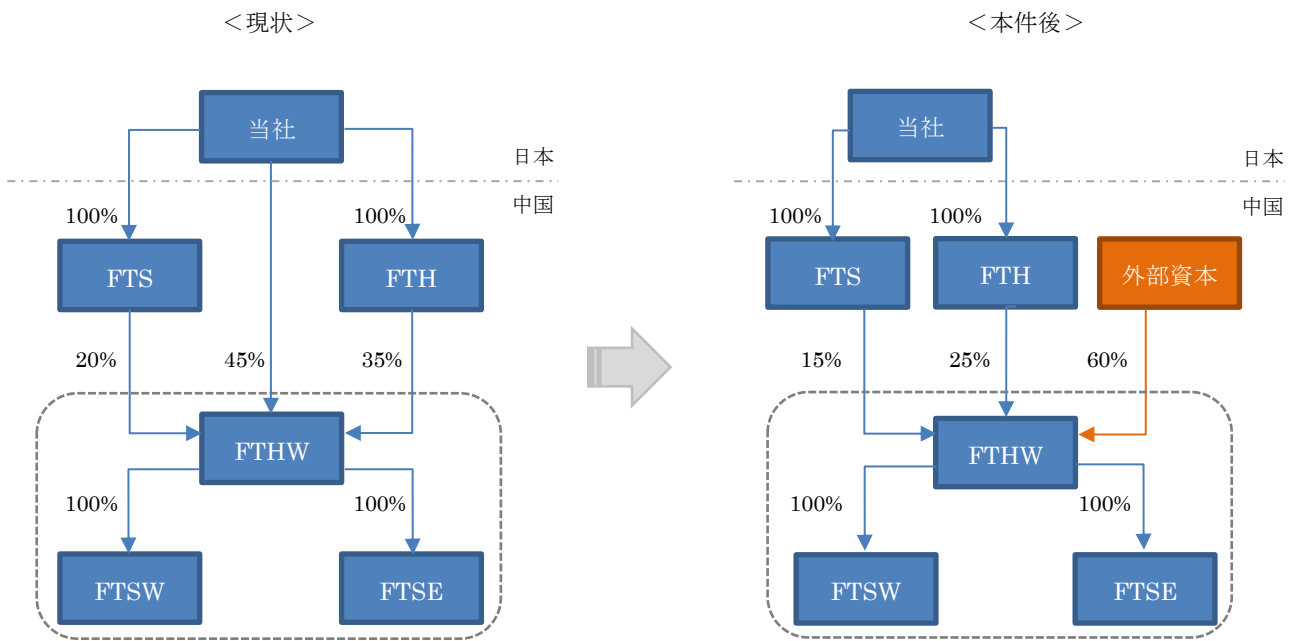 ＜現状＞
当社
日本
中国
100%
100%
FTS
FTH
20%
45%
35%
FTHW
100%
100%
FTSW
FTSE
＜本件後＞
当社
日本
中国
100%
100%
FTS
FTH
外部資本
15%
25%
60%
FTHW
100%
100%
FTSW
FTSE